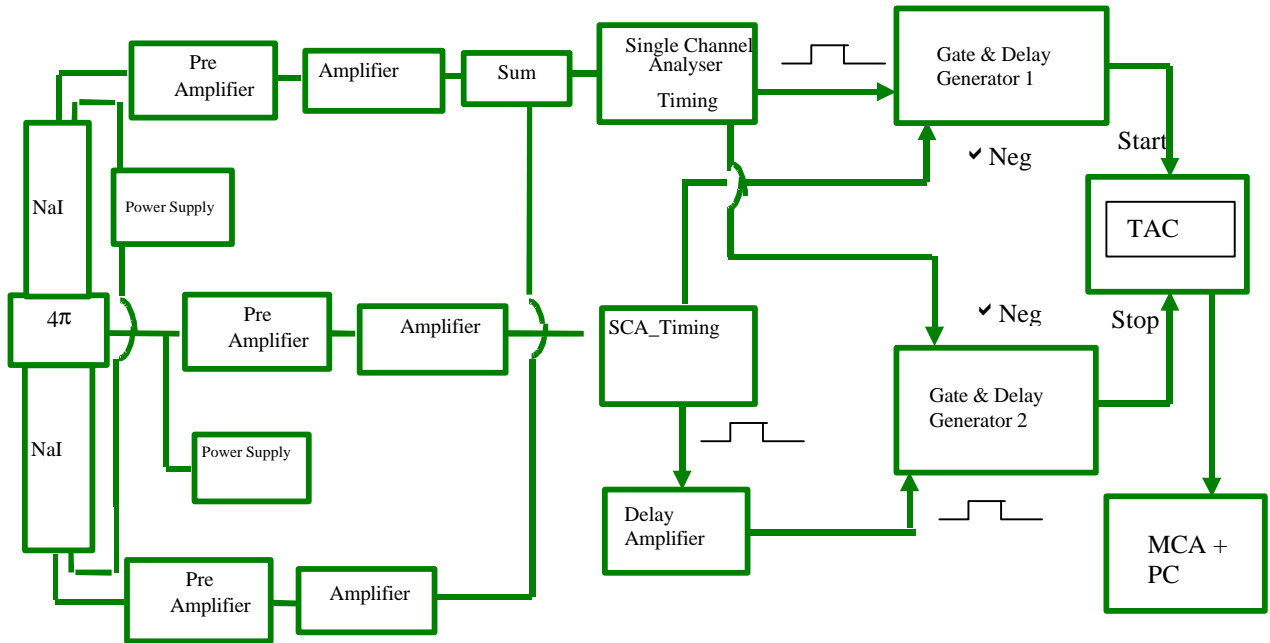 Pre
Amplifier
Amplifier
Sum
Single Channel
Analyser
Timing
Gate & Delay
Generator 1
✔ Neg
Start
NaI
Power Supply
TAC
4π
Pre
Amplifier
Amplifier
SCA_Timing
✔ Neg
Stop
Gate & Delay
Generator 2
NaI
Power Supply
Delay
Amplifier
MCA +
PC
Pre
Amplifier
Amplifier